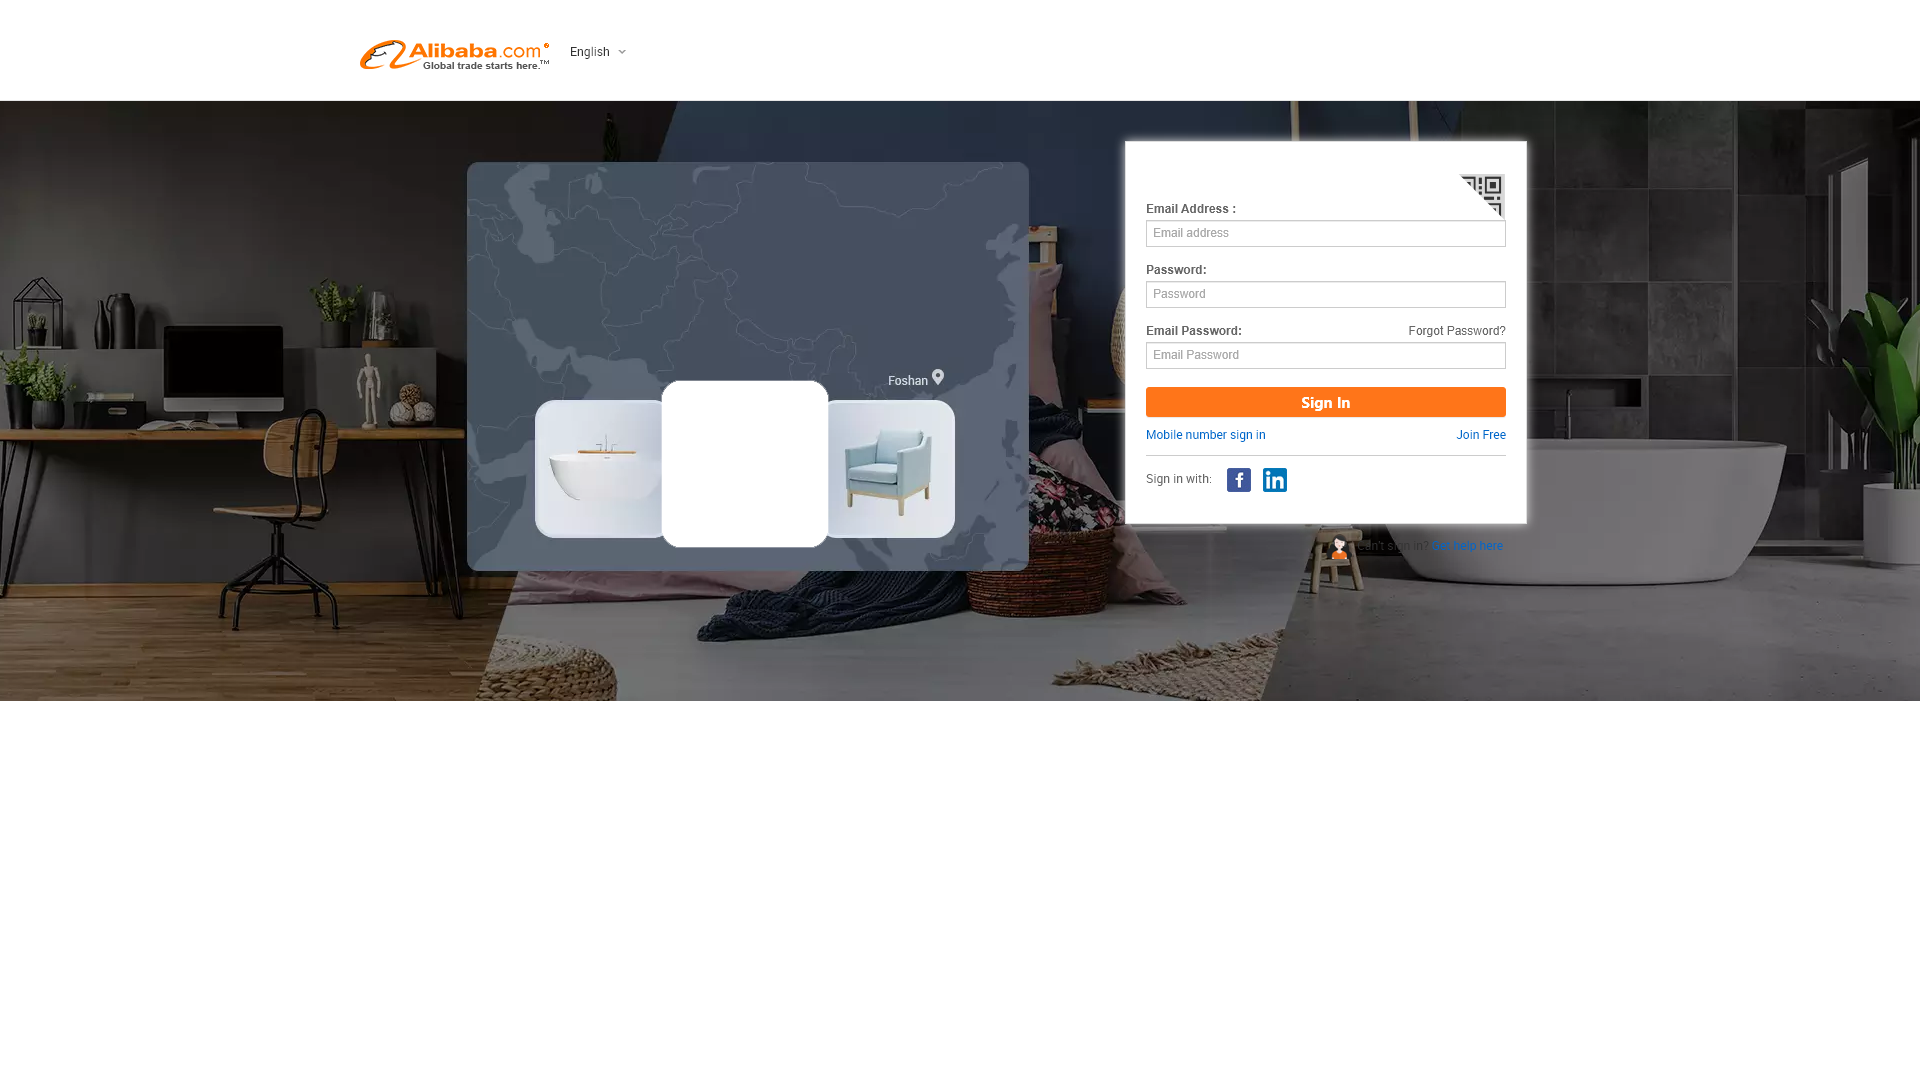 Alibaba.com®
Global trade starts here.™
English
Foshan
Email Address :
Email address
Password:
Password
Email Password:
Forgot Password?
Email Password
Sign In
Mobile number sign in
Join Free
Sign in with:
f
in
Can't sign in? Get help here